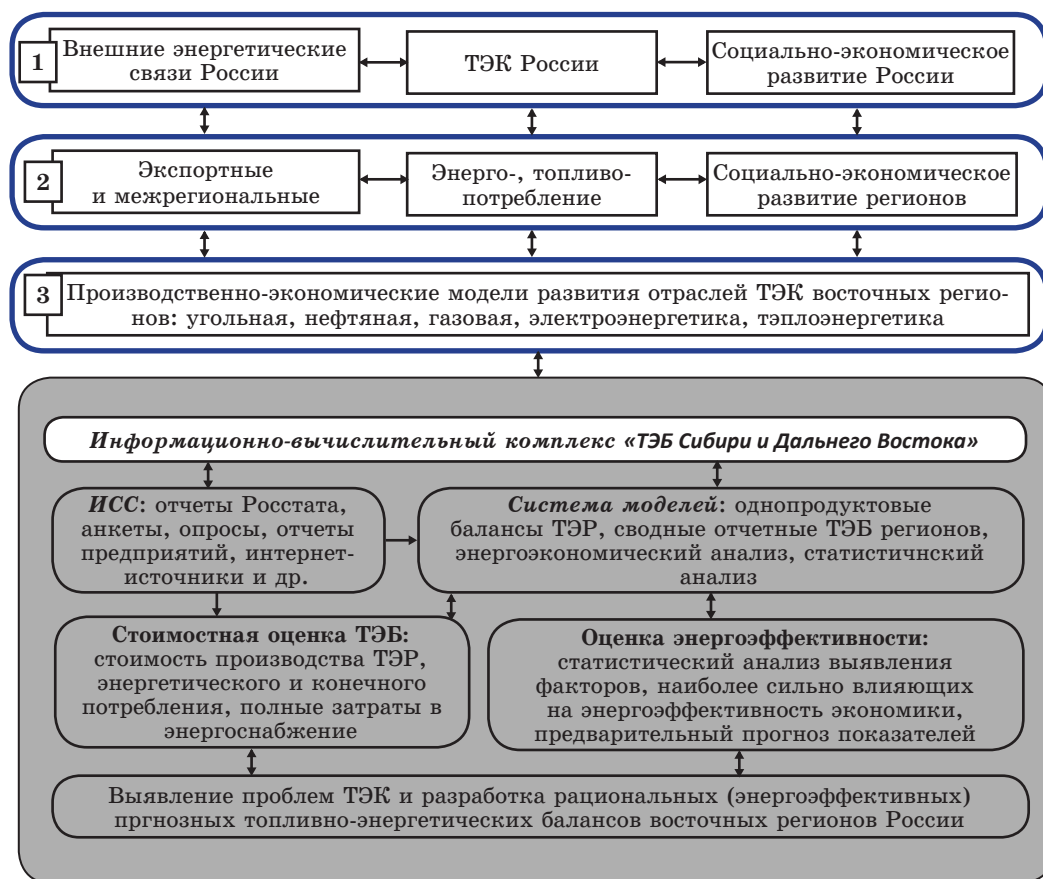 1
Внешние энергетические
связи России
ТЭК России
Социально-экономическое
развитие России
2
Экспортные
и межрегиональные
Энерго-, топливо-
потребление
Социально-экономическое
развитие регионов
3
Производственно-экономические модели развития отраслей ТЭК восточных регио-
нов: угольная, нефтяная, газовая, электроэнергетика, тэплоэнергетика
Информационно-вычислительный комплекс «ТЭБ Сибири и Дальнего Востока»
ИСС: отчеты Росстата,
анкеты, опросы, отчеты
предприятий, интернет-
источники и др.
Система моделей: однопродуктовые
балансы ТЭР, сводные отчетные ТЭБ регионов,
энергоэкономический анализ, статистичнский
анализ
Стоимостная оценка ТЭБ:
стоимость производства ТЭР,
энергетического и конечного
потребления, полные затраты в
энергоснабжение
Оценка энергоэффективности:
статистический анализ выявления
факторов, наиболее сильно влияющих
на энергоэффективность экономики,
предварительный прогноз показателей
Выявление проблем ТЭК и разработка рациональных (энергоэффективных)
пргнозных топливно-энергетических балансов восточных регионов России